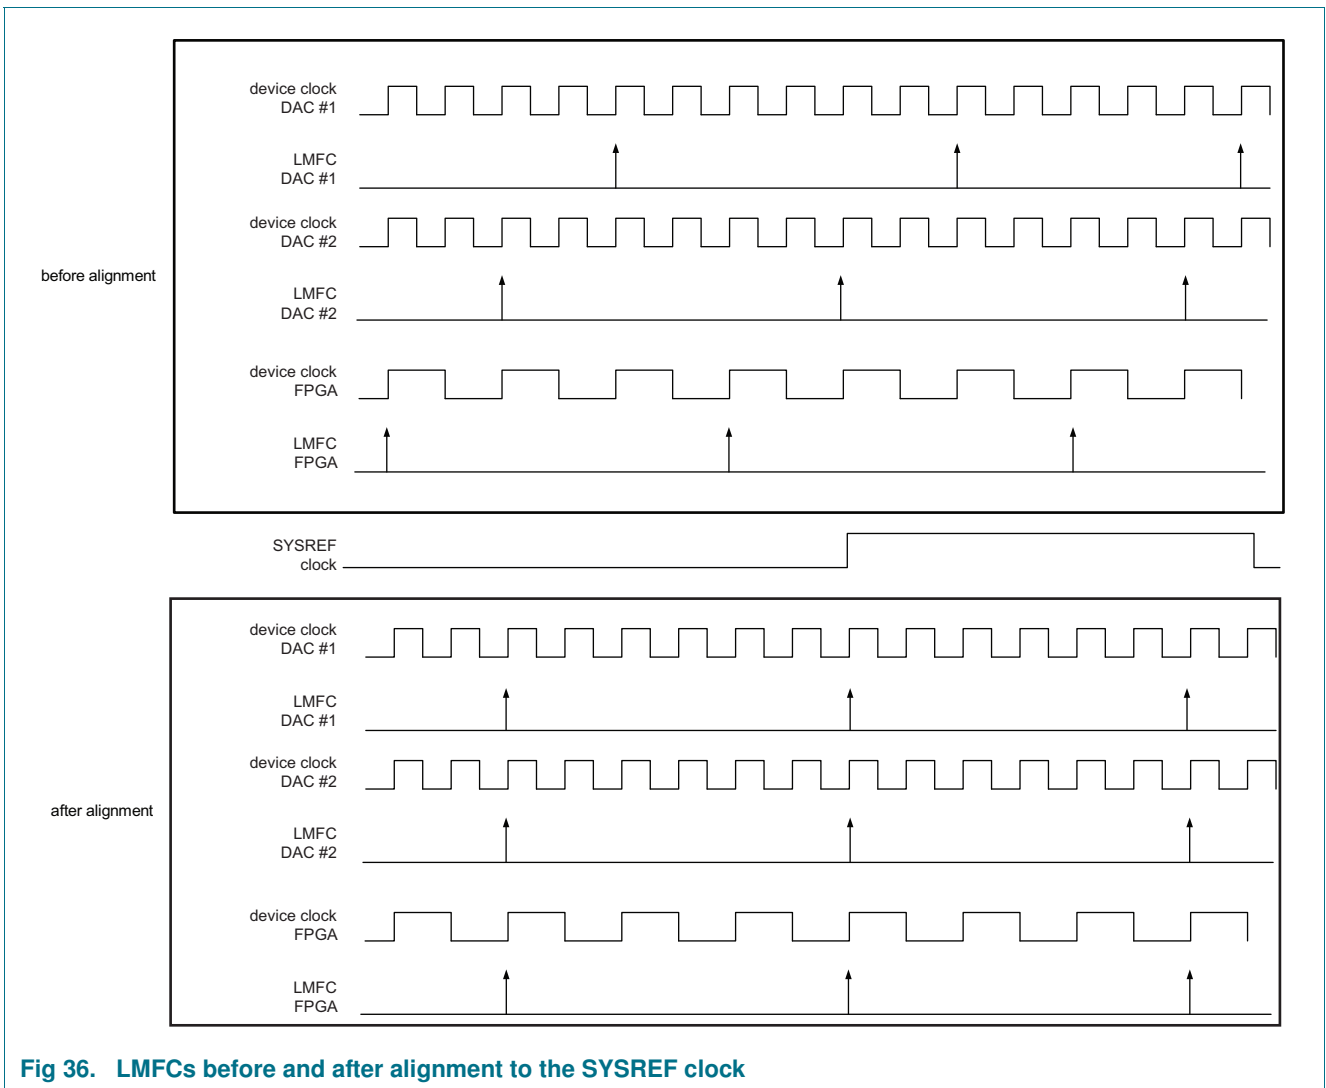 device clock
DAC #1
LMFC
DAC #1
device clock
DAC #2
before alignment
LMFC
DAC #2
device clock
FPGA
LMFC
FPGA
SYSREF
clock
device clock
DAC #1
LMFC
DAC #1
device clock
DAC #2
after alignment
LMFC
DAC #2
device clock
FPGA
LMFC
FPGA
Fig 36. LMFCs before and after alignment to the SYSREF clock